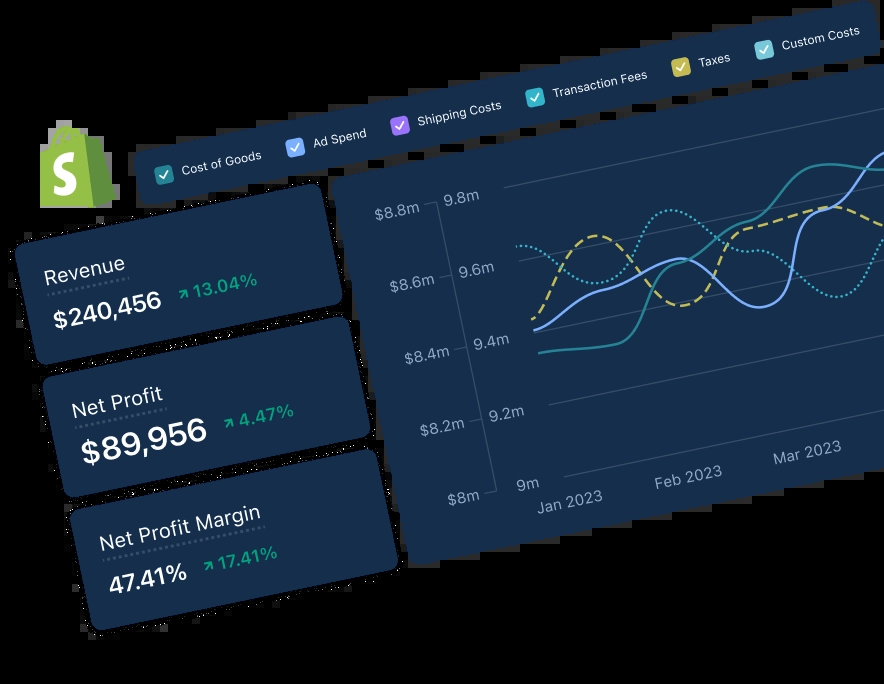 Cost of Goods
Ad Spend
Shipping Costs
Transaction Fees
Taxes
Custom Costs
S
Revenue
$240,456 13.04%
Net Profit
$89,956 4.47%
Net Profit Margin
47.41% 17.41%
$8.8m 9.8m
$8.6m 9.6m
$8.4m 9.4m
$8.2m 9.2m
$8m 9m
Jan 2023 Feb 2023 Mar 2023